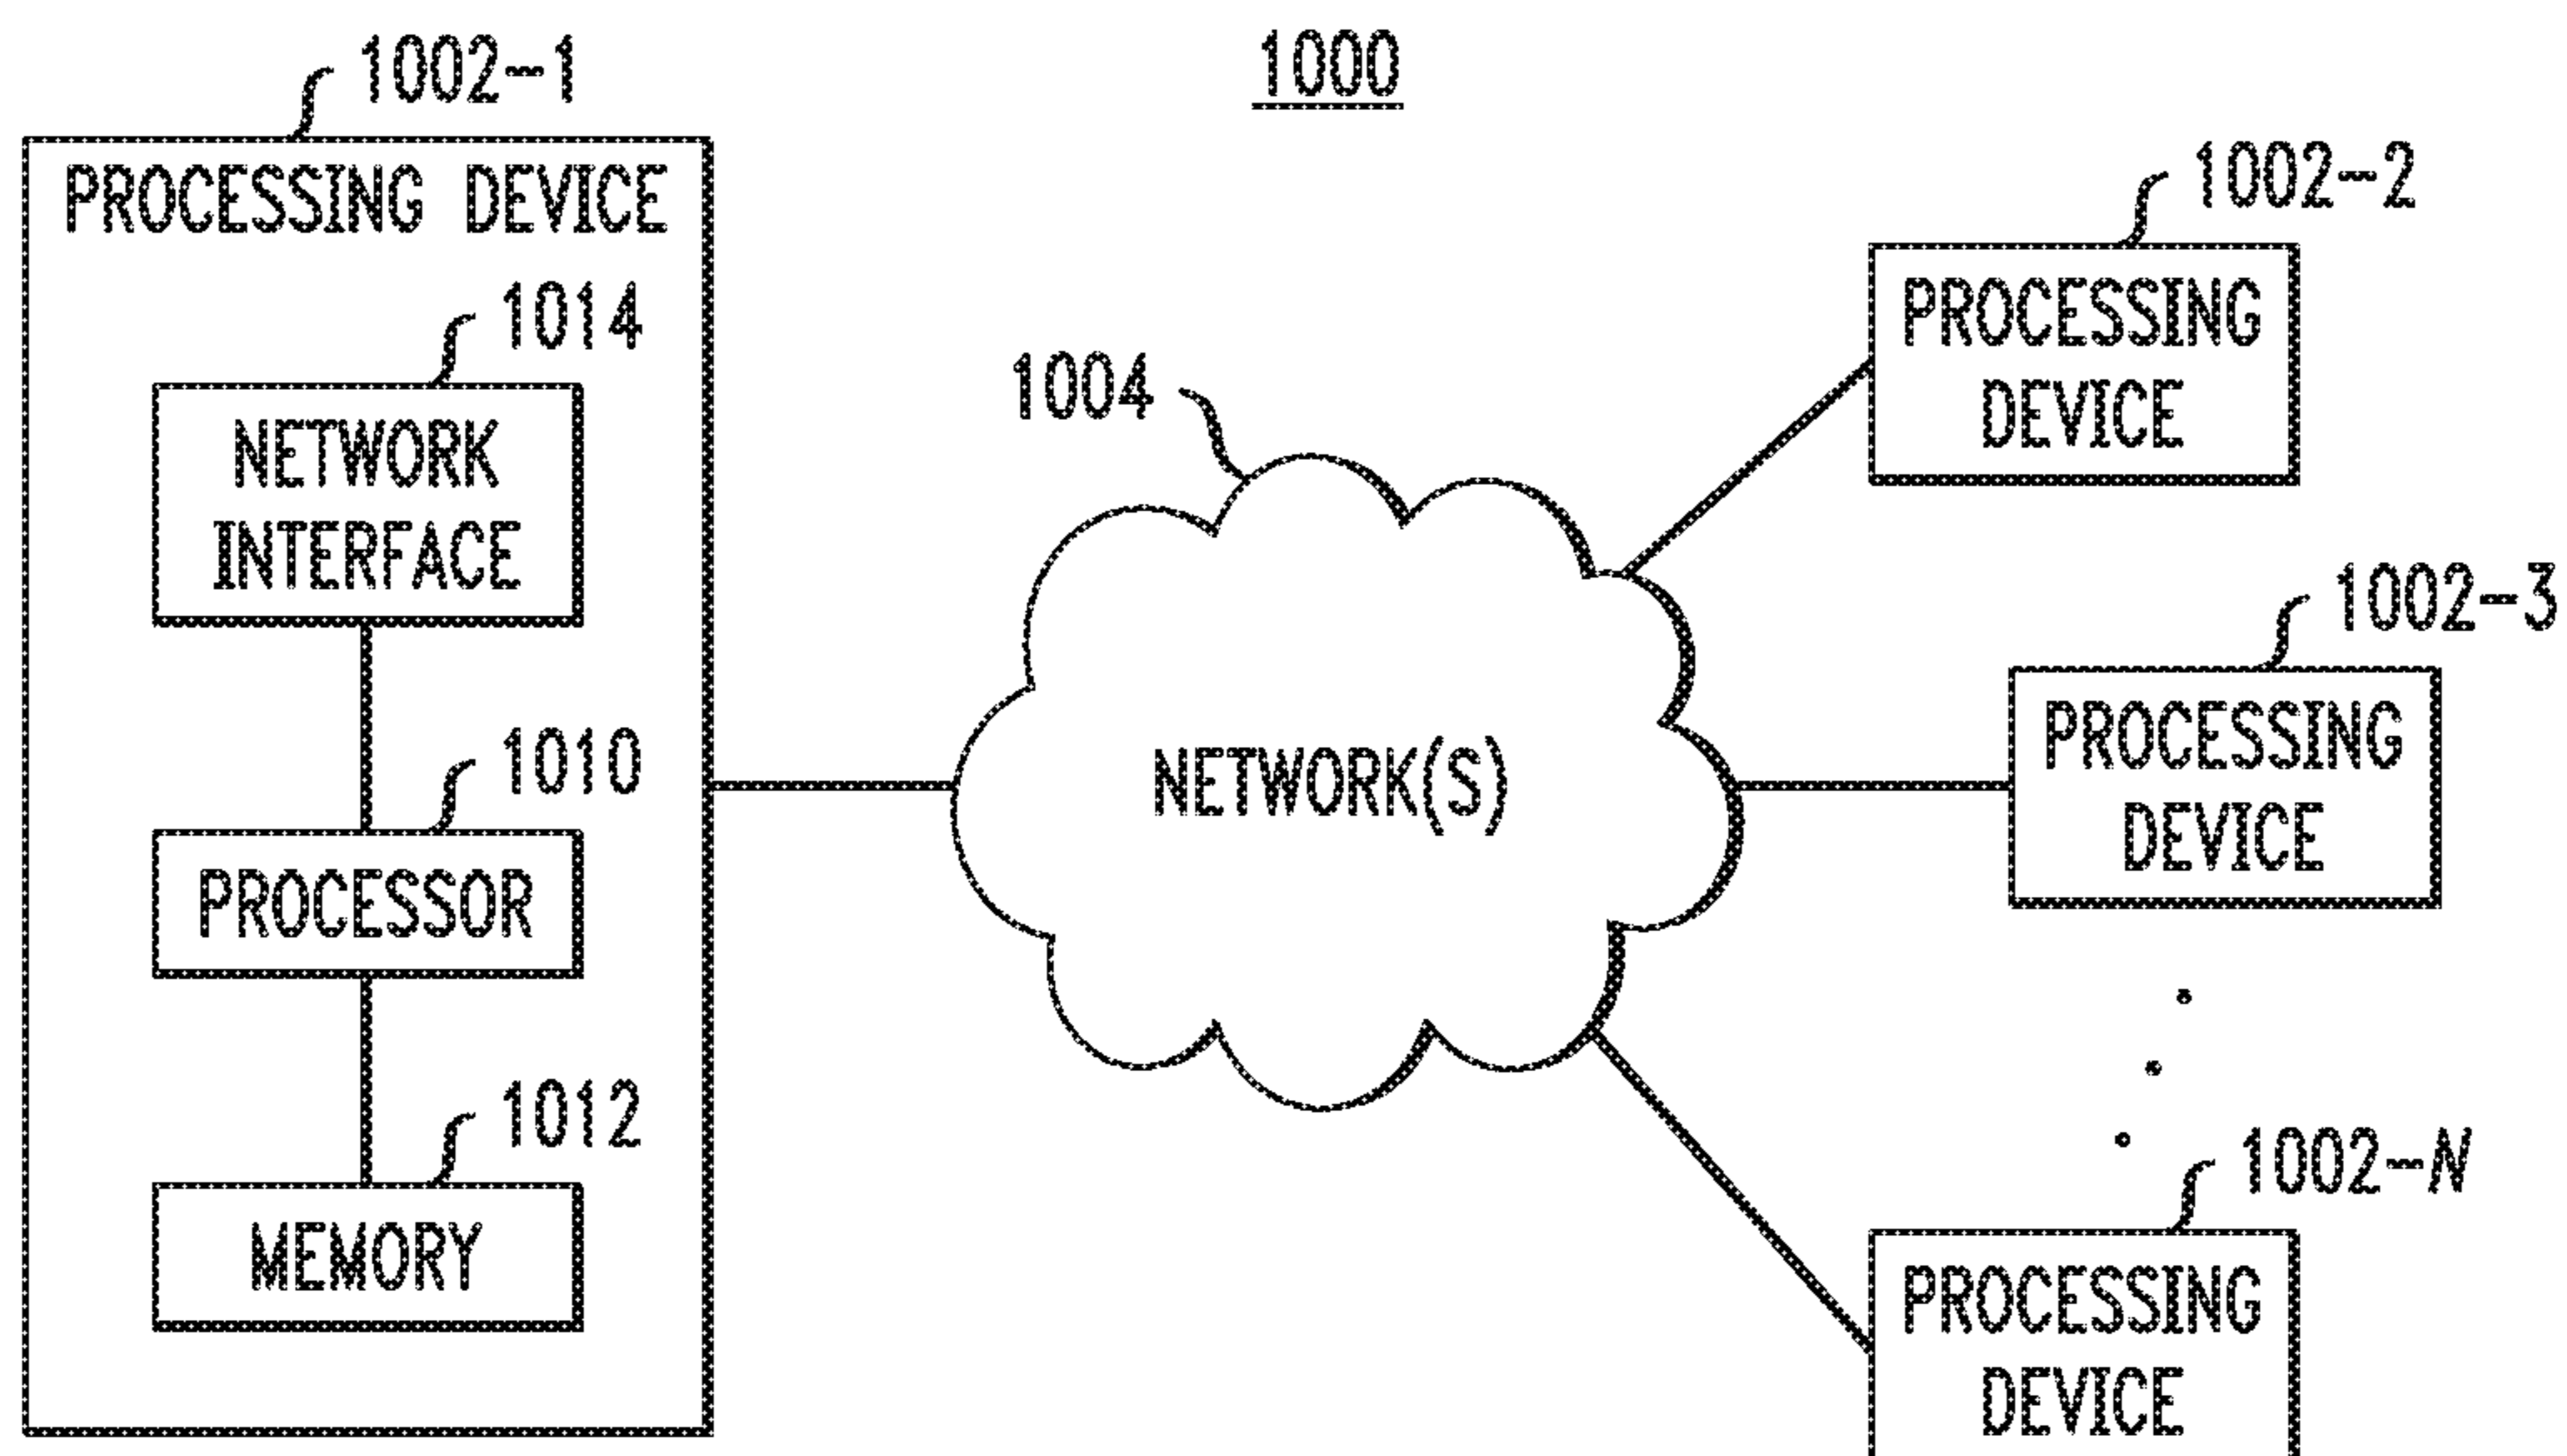 1000
1002-1
PROCESSING DEVICE
1014
NETWORK
INTERFACE
1010
PROCESSOR
1012
MEMORY
1004
NETWORK(S)
1002-2
PROCESSING
DEVICE
1002-3
PROCESSING
DEVICE
1002-N
PROCESSING
DEVICE